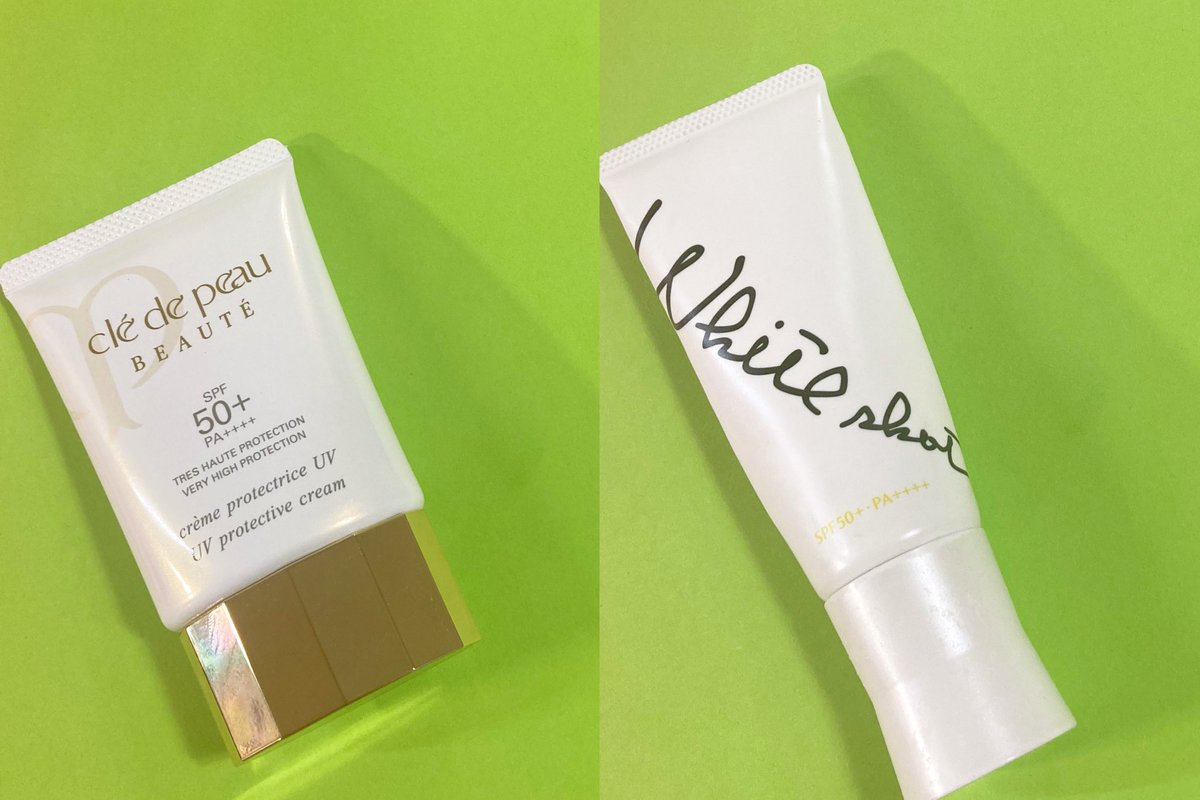 clé de peau
BEAUTÉ
SPF
50+
PA++++
TRES HAUTE PROTECTION
VERY HIGH PROTECTION
crème protectrice UV
UV protective cream
White shot
SPF50+・PA++++